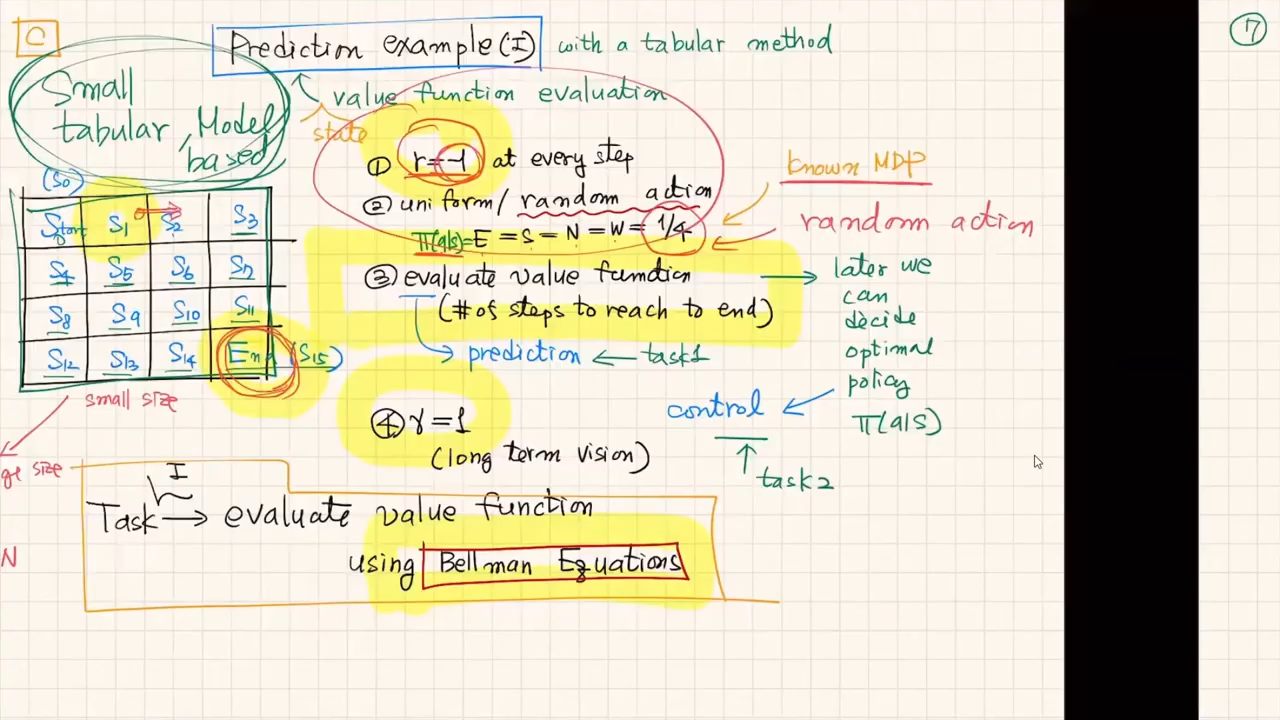 C
Prediction example (I) with a tabular method
7
Small
tabular, Model
based
value function evaluation
state
① r = -1 at every step
② uniform/ random action
π(a|s)= E = S = N = W = 1/4
③ evaluate value function
(# of steps to reach to end)
prediction ← task1
④ γ = 1
(long term vision)
known MDP
random action
later we
can
decide
optimal
policy
π(a|s)
control
task2
(S0)
Start S1 S2 S3
S4 S5 S6 S7
S8 S9 S10 S11
S12 S13 S14 End (S15)
small size
ge size
N
I
Task → evaluate value function
using Bellman Equations